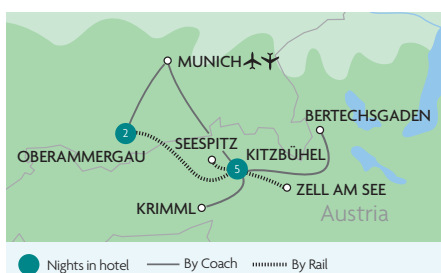 MUNICH
BERTECHSGADEN
2
SEESPITZ
OBERAMMERGAU
KITZBÜHEL
5
ZELL AM SEE
KRIMML
Austria
Nights in hotel
By Coach
By Rail